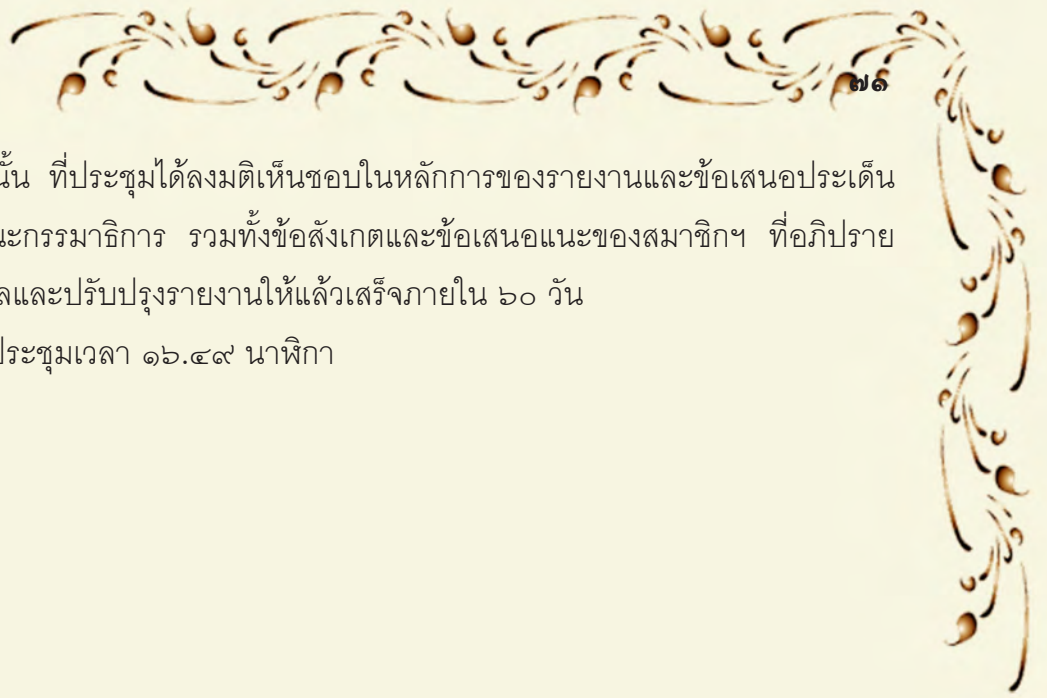 ๗๑
นั้น ที่ประชุมได้ลงมติเห็นชอบในหลักการของรายงานและข้อเสนอประเด็น
นะกรรมาธิการ รวมทั้งข้อสังเกตและข้อเสนอแนะของสมาชิกฯ ที่อภิปราย
ลและปรับปรุงรายงานให้แล้วเสร็จภายใน ๖๐ วัน
ประชุมเวลา ๑๖.๔๙ นาฬิกา